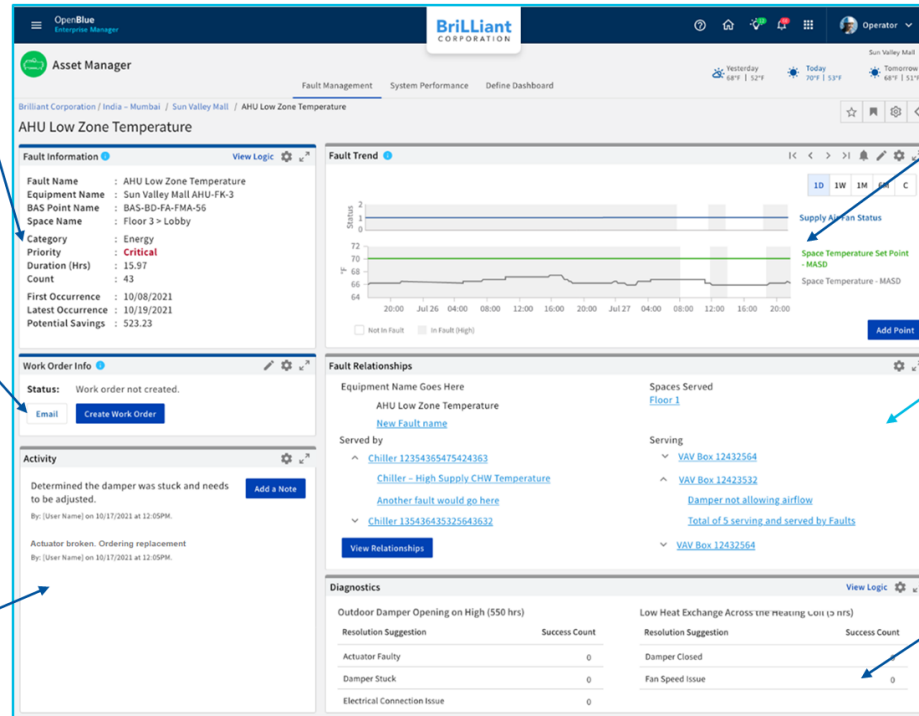 OpenBlue
Enterprise Manager
BriLLiant
CORPORATION
Operator
Asset Manager
Sun Valley Mall
Yesterday
68°F | 52°F
Today
70°F | 53°F
Tomorrow
68°F | 51°F
Fault Management
System Performance
Define Dashboard
Brilliant Corporation / India – Mumbai / Sun Valley Mall / AHU Low Zone Temperature
AHU Low Zone Temperature
Fault Information
View Logic
Fault Name : AHU Low Zone Temperature
Equipment Name : Sun Valley Mall AHU-FK-3
BAS Point Name : BAS-BD-FA-FMA-56
Space Name : Floor 3 > Lobby
Category : Energy
Priority : Critical
Duration (Hrs) : 15.97
Count : 43
First Occurrence : 10/08/2021
Latest Occurrence : 10/19/2021
Potential Savings : 523.23
Fault Trend
1D 1W 1M 6M C
Status
2
1
0
Supply Air Fan Status
°F
72
70
68
66
64
Space Temperature Set Point
- MASD
Space Temperature - MASD
20:00 Jul 26 04:00 08:00 12:00 16:00 20:00 Jul 27 04:00 08:00 12:00 16:00 20:00
Not In Fault
In Fault (High)
Add Point
Work Order Info
Status: Work order not created.
Email
Create Work Order
Activity
Determined the damper was stuck and needs
to be adjusted.
Add a Note
By: [User Name] on 10/17/2021 at 12:05PM.
Actuator broken. Ordering replacement
By: [User Name] on 10/17/2021 at 12:05PM.
Fault Relationships
Equipment Name Goes Here
AHU Low Zone Temperature
New Fault name
Served by
Chiller 12354365475424363
Chiller – High Supply CHW Temperature
Another fault would go here
Chiller 135436435325643632
View Relationships
Spaces Served
Floor 1
Serving
VAV Box 12432564
VAV Box 12423532
Damper not allowing airflow
Total of 5 serving and served by Faults
VAV Box 12432564
Diagnostics
View Logic
Outdoor Damper Opening on High (550 hrs)
Resolution Suggestion Success Count
Actuator Faulty 0
Damper Stuck 0
Electrical Connection Issue 0
Low Heat Exchange Across the Heating Coil (5 hrs)
Resolution Suggestion Success Count
Damper Closed 0
Fan Speed Issue 0